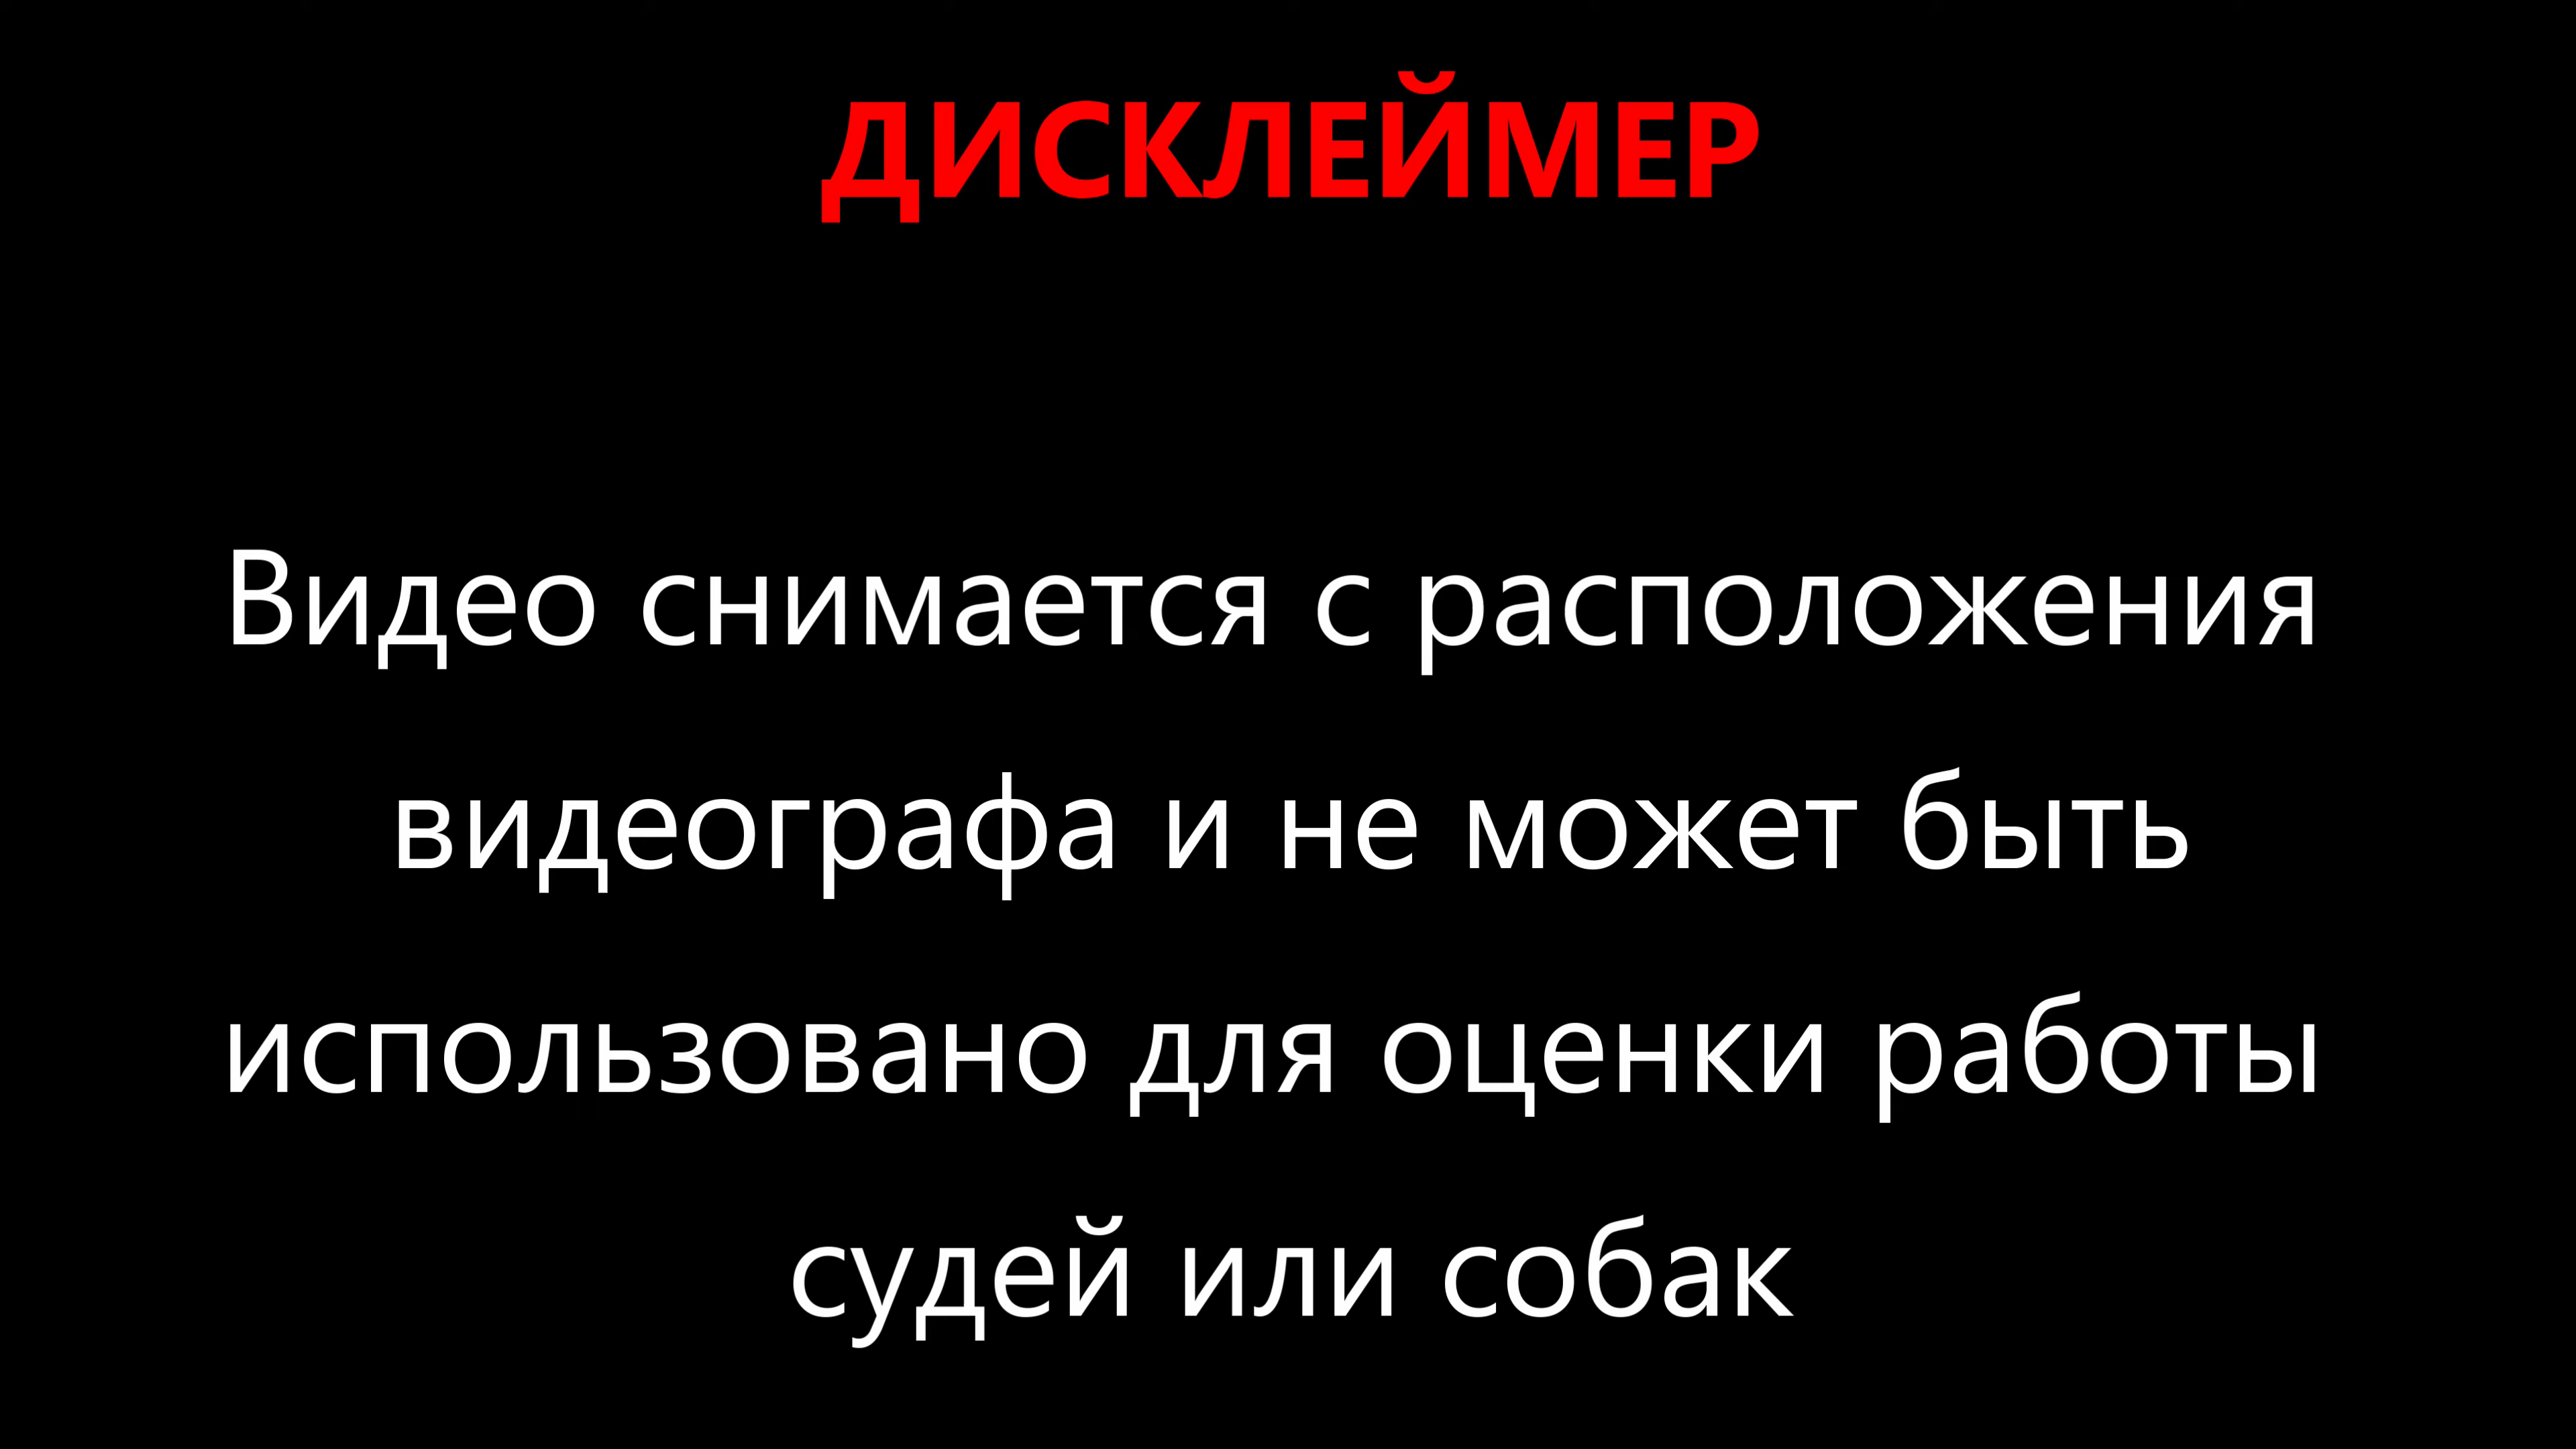 ДИСКЛЕЙМЕР
Видео снимается с расположения
видеографа и не может быть
использовано для оценки работы
судей или собак